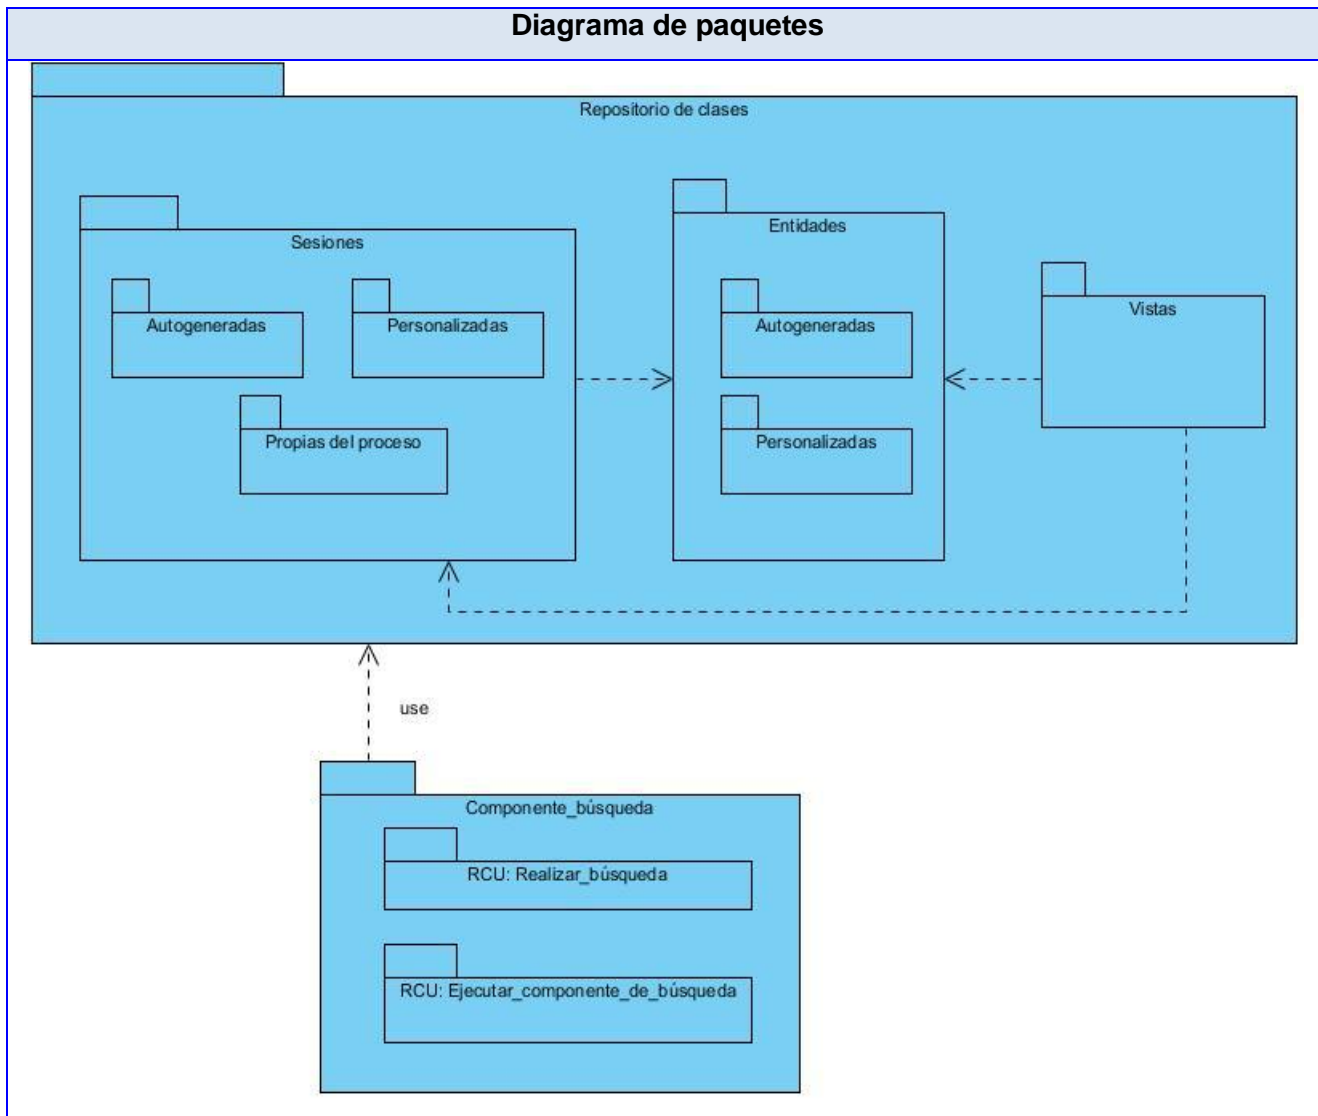 Diagrama de paquetes
Repositorio de clases
Sesiones
Autogeneradas
Personalizadas
Propias del proceso
Entidades
Autogeneradas
Personalizadas
Vistas
use
Componente_búsqueda
RCU: Realizar_búsqueda
RCU: Ejecutar_componente_de_búsqueda